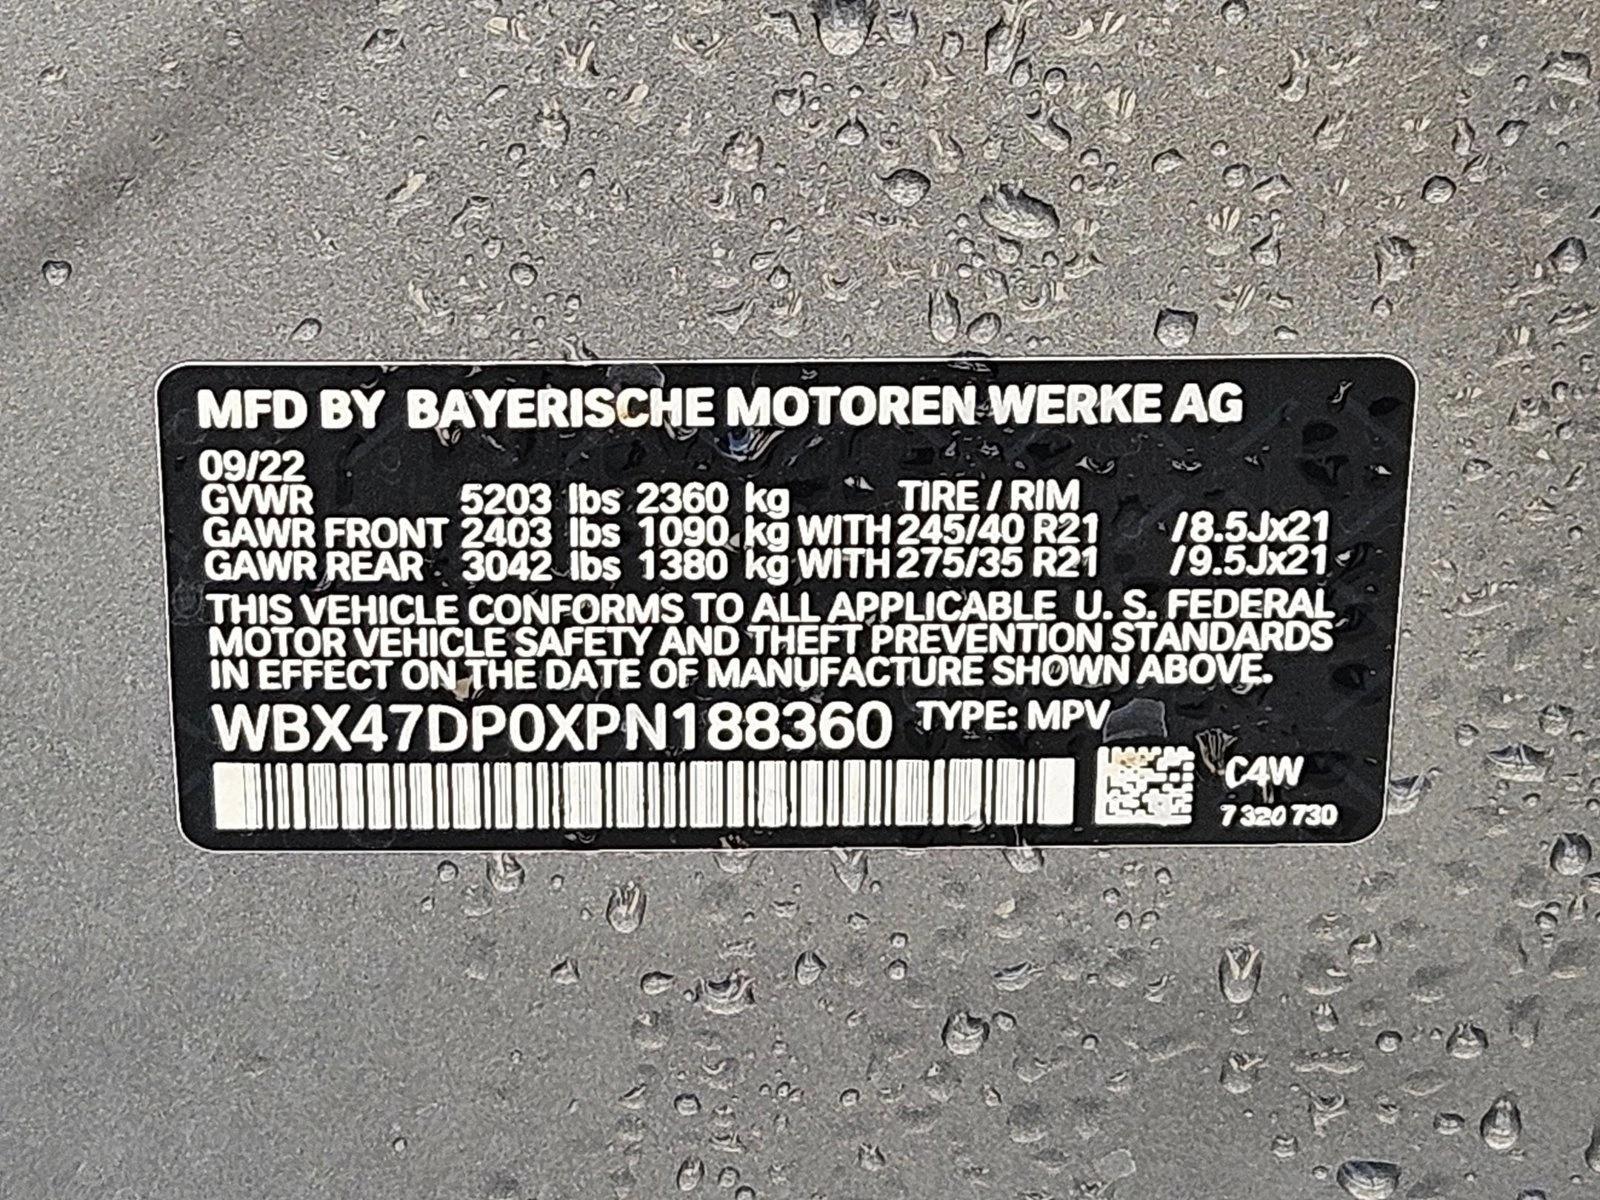 MFD BY BAYERISCHE MOTOREN WERKE AG
09/22
GVWR 5203 lbs 2360 kg TIRE / RIM
GAWR FRONT 2403 lbs 1090 kg WITH 245/40 R21 /8.5Jx21
GAWR REAR 3042 lbs 1380 kg WITH 275/35 R21 /9.5Jx21
THIS VEHICLE CONFORMS TO ALL APPLICABLE U. S. FEDERAL
MOTOR VEHICLE SAFETY AND THEFT PREVENTION STANDARDS
IN EFFECT ON THE DATE OF MANUFACTURE SHOWN ABOVE.
WBX47DP0XPN188360 TYPE: MPV
C4W
7 320 730